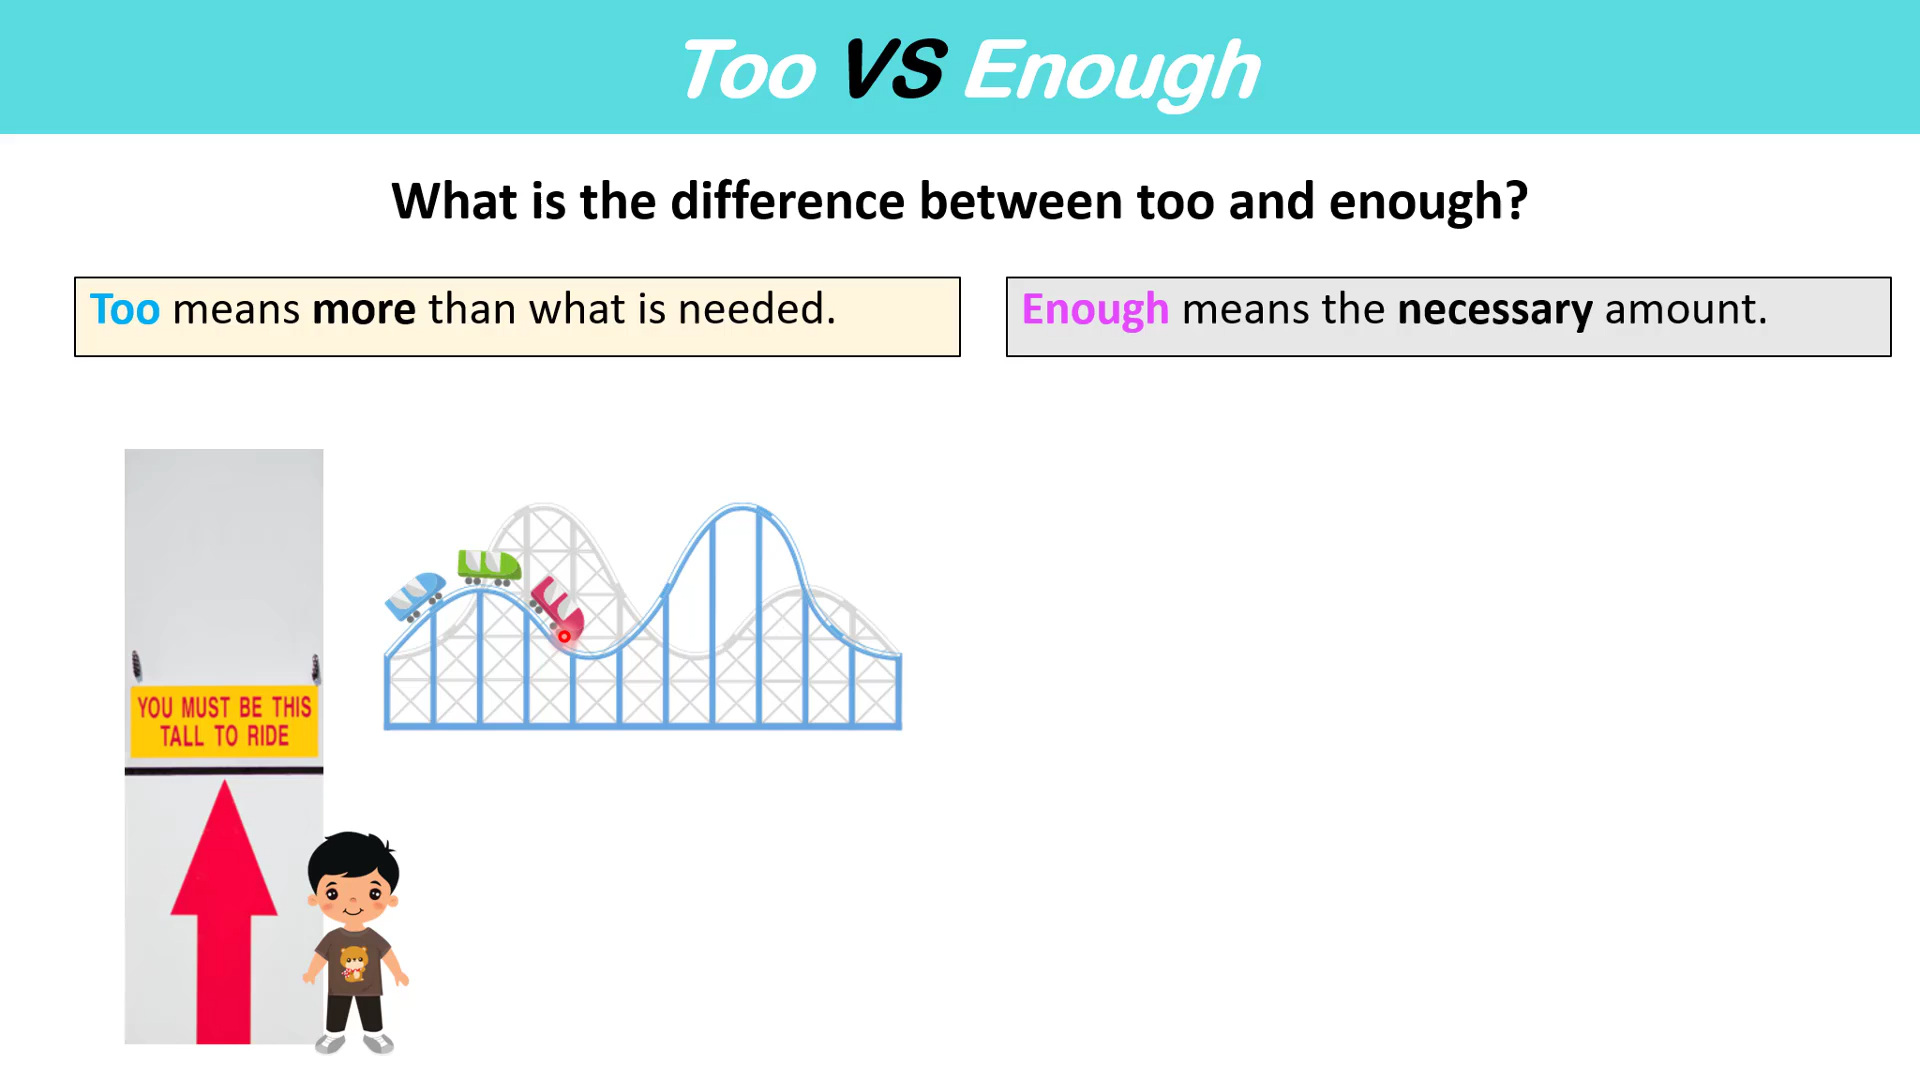 Too VS Enough
What is the difference between too and enough?
Too means more than what is needed.
Enough means the necessary amount.
YOU MUST BE THIS
TALL TO RIDE